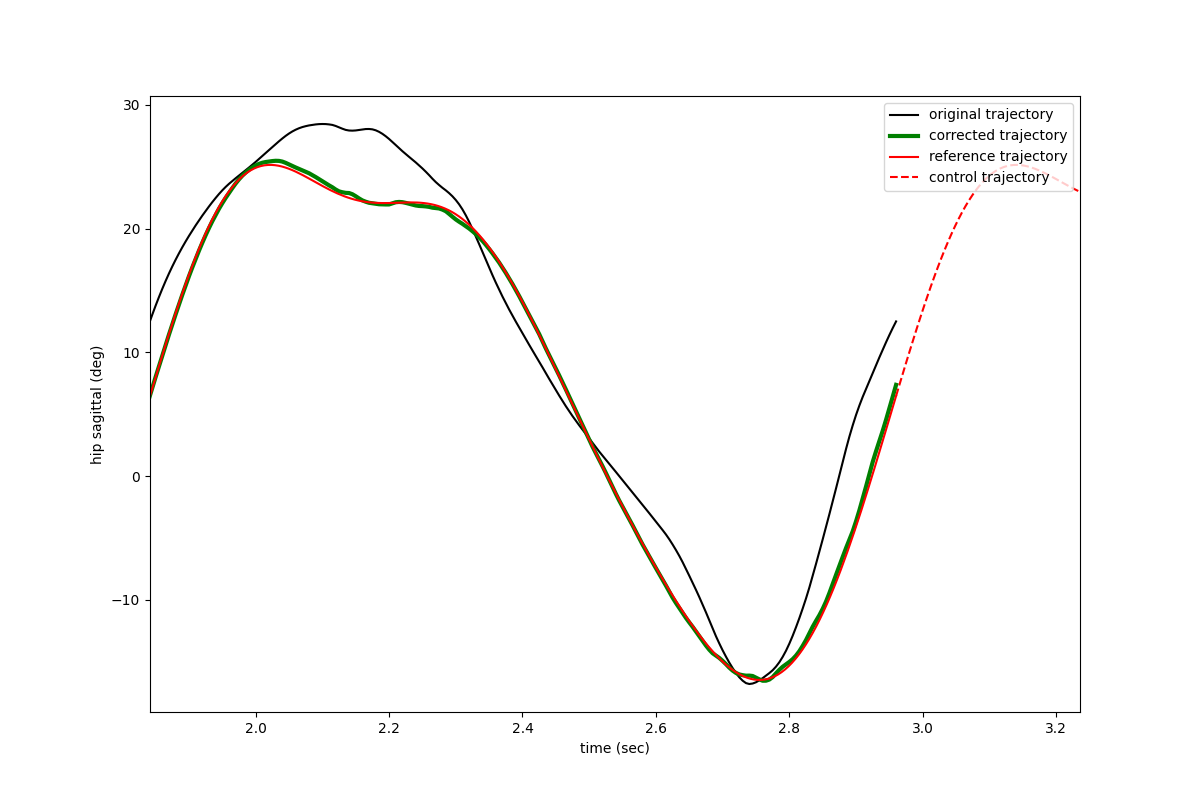 original trajectory
corrected trajectory
reference trajectory
control trajectory
30
20
10
0
−10
hip sagittal (deg)
2.0 2.2 2.4 2.6 2.8 3.0 3.2
time (sec)